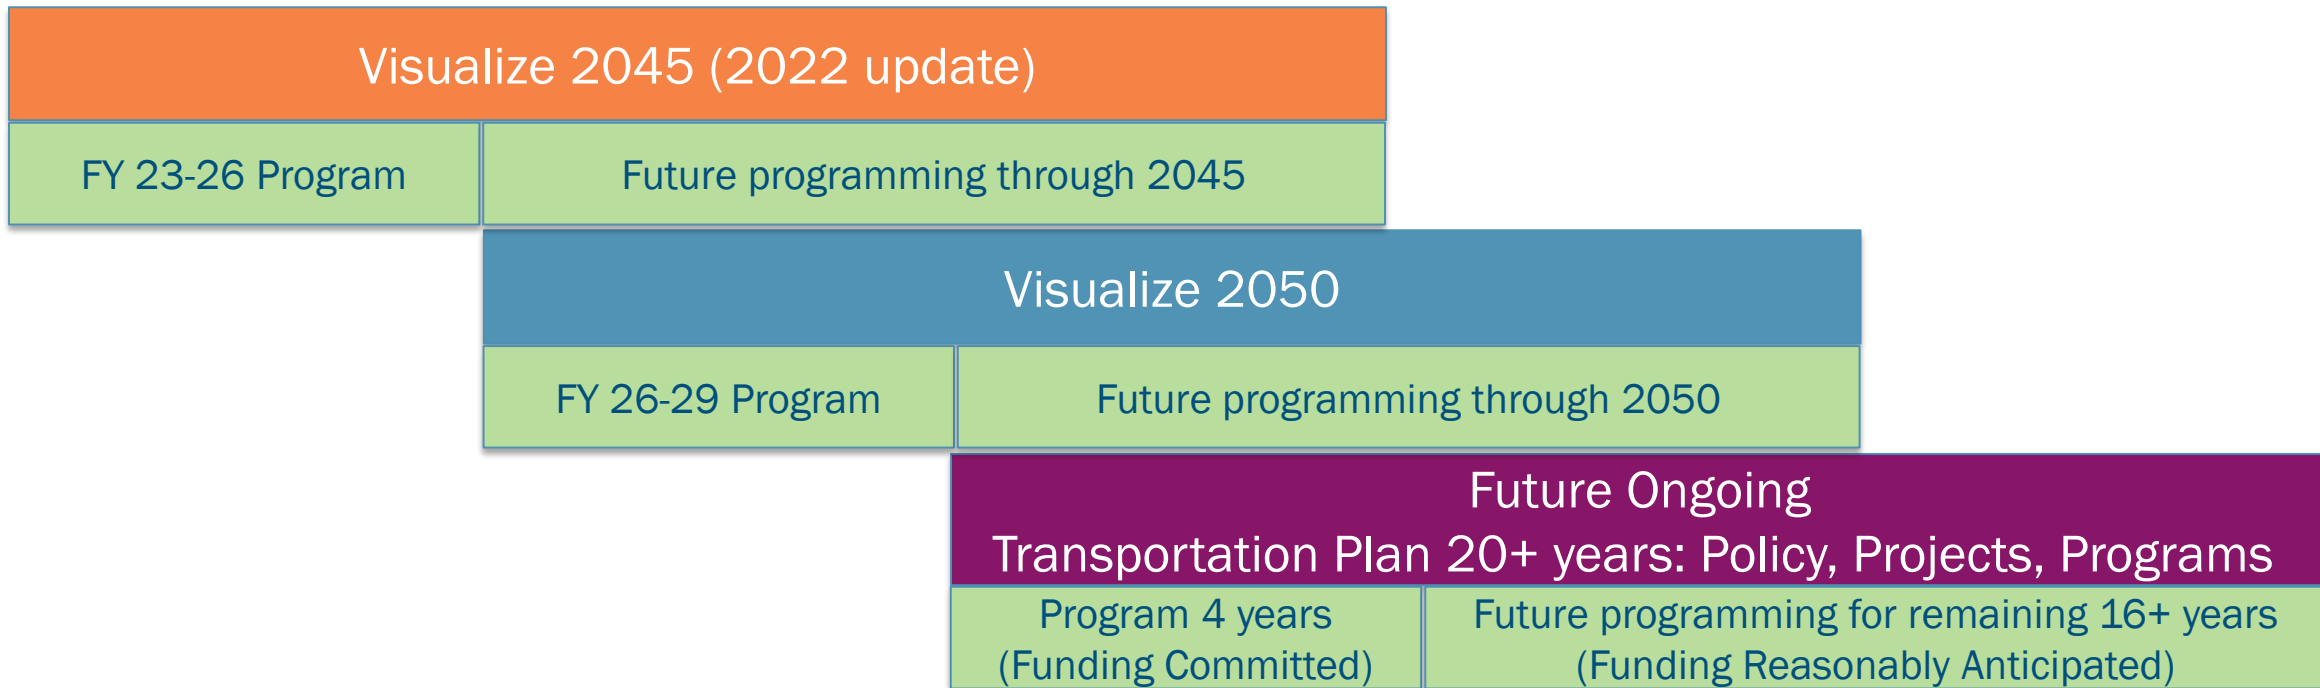 Visualize 2045 (2022 update)
FY 23-26 Program
Future programming through 2045
Visualize 2050
FY 26-29 Program
Future programming through 2050
Future Ongoing
Transportation Plan 20+ years: Policy, Projects, Programs
Program 4 years
(Funding Committed)
Future programming for remaining 16+ years
(Funding Reasonably Anticipated)